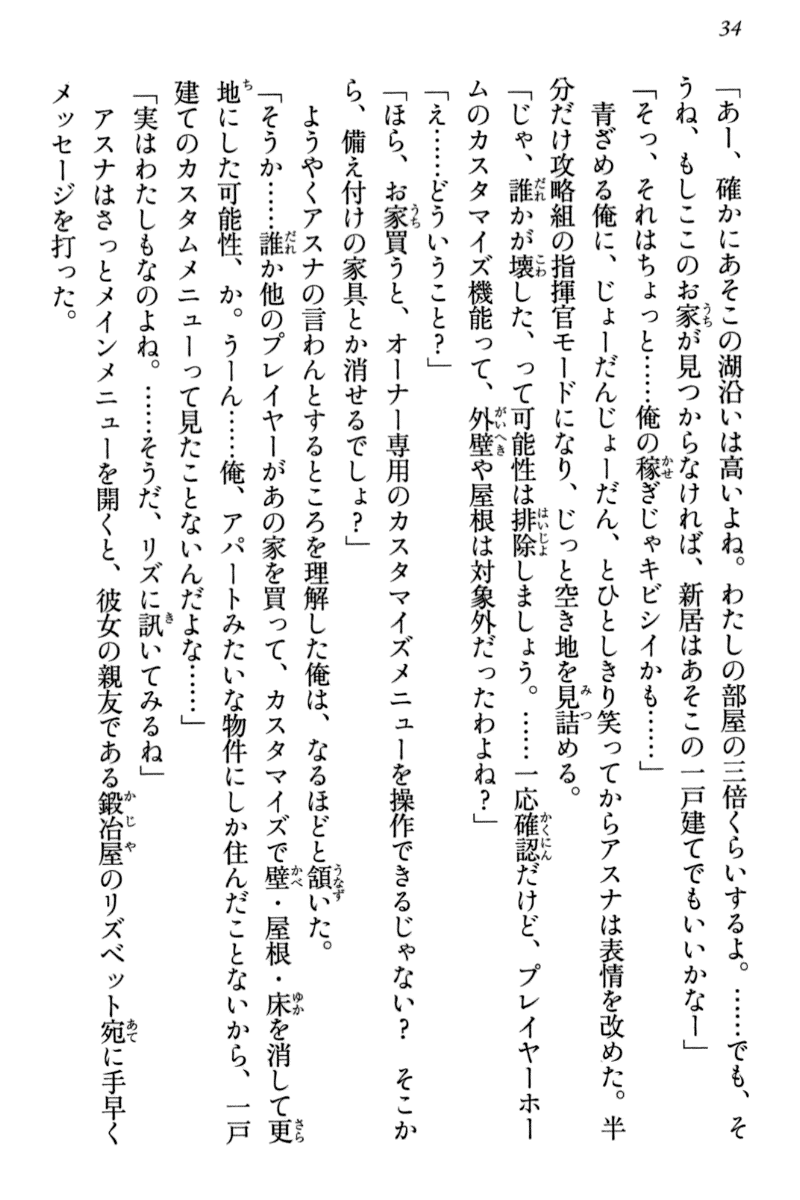 34
「あー、確かにあそこの湖沿いは高いよね。わたしの部屋の三倍くらいするよ。……でも、そ
うね、もしここのお家が見つからなければ、新居はあそこの一戸建てでもいいかなー」
「そっ、それはちょっと……俺の稼ぎじゃキビシイかも……」
　青ざめる俺に、じょーだんじょーだん、とひとしきり笑ってからアスナは表情を改めた。半
分だけ攻略組の指揮官モードになり、じっと空き地を見詰める。
「じゃ、誰かが壊した、って可能性は排除しましょう。……一応確認だけど、プレイヤーホー
ムのカスタマイズ機能って、外壁や屋根は対象外だったわよね？」
「え……どういうこと？」
「ほら、お家買うと、オーナー専用のカスタマイズメニューを操作できるじゃない？　そこか
ら、備え付けの家具とか消せるでしょ？」
　ようやくアスナの言わんとするところを理解した俺は、なるほどと頷いた。
「そうか……誰か他のプレイヤーがあの家を買って、カスタマイズで壁・屋根・床を消して更
地にした可能性、か。うーん……俺、アパートみたいな物件にしか住んだことないから、一戸
建てのカスタムメニューって見たことないんだよな……」
「実はわたしもなのよね。……そうだ、リズに訊いてみるね」
　アスナはさっとメインメニューを開くと、彼女の親友である鍛冶屋のリズベット宛に手早く
メッセージを打った。